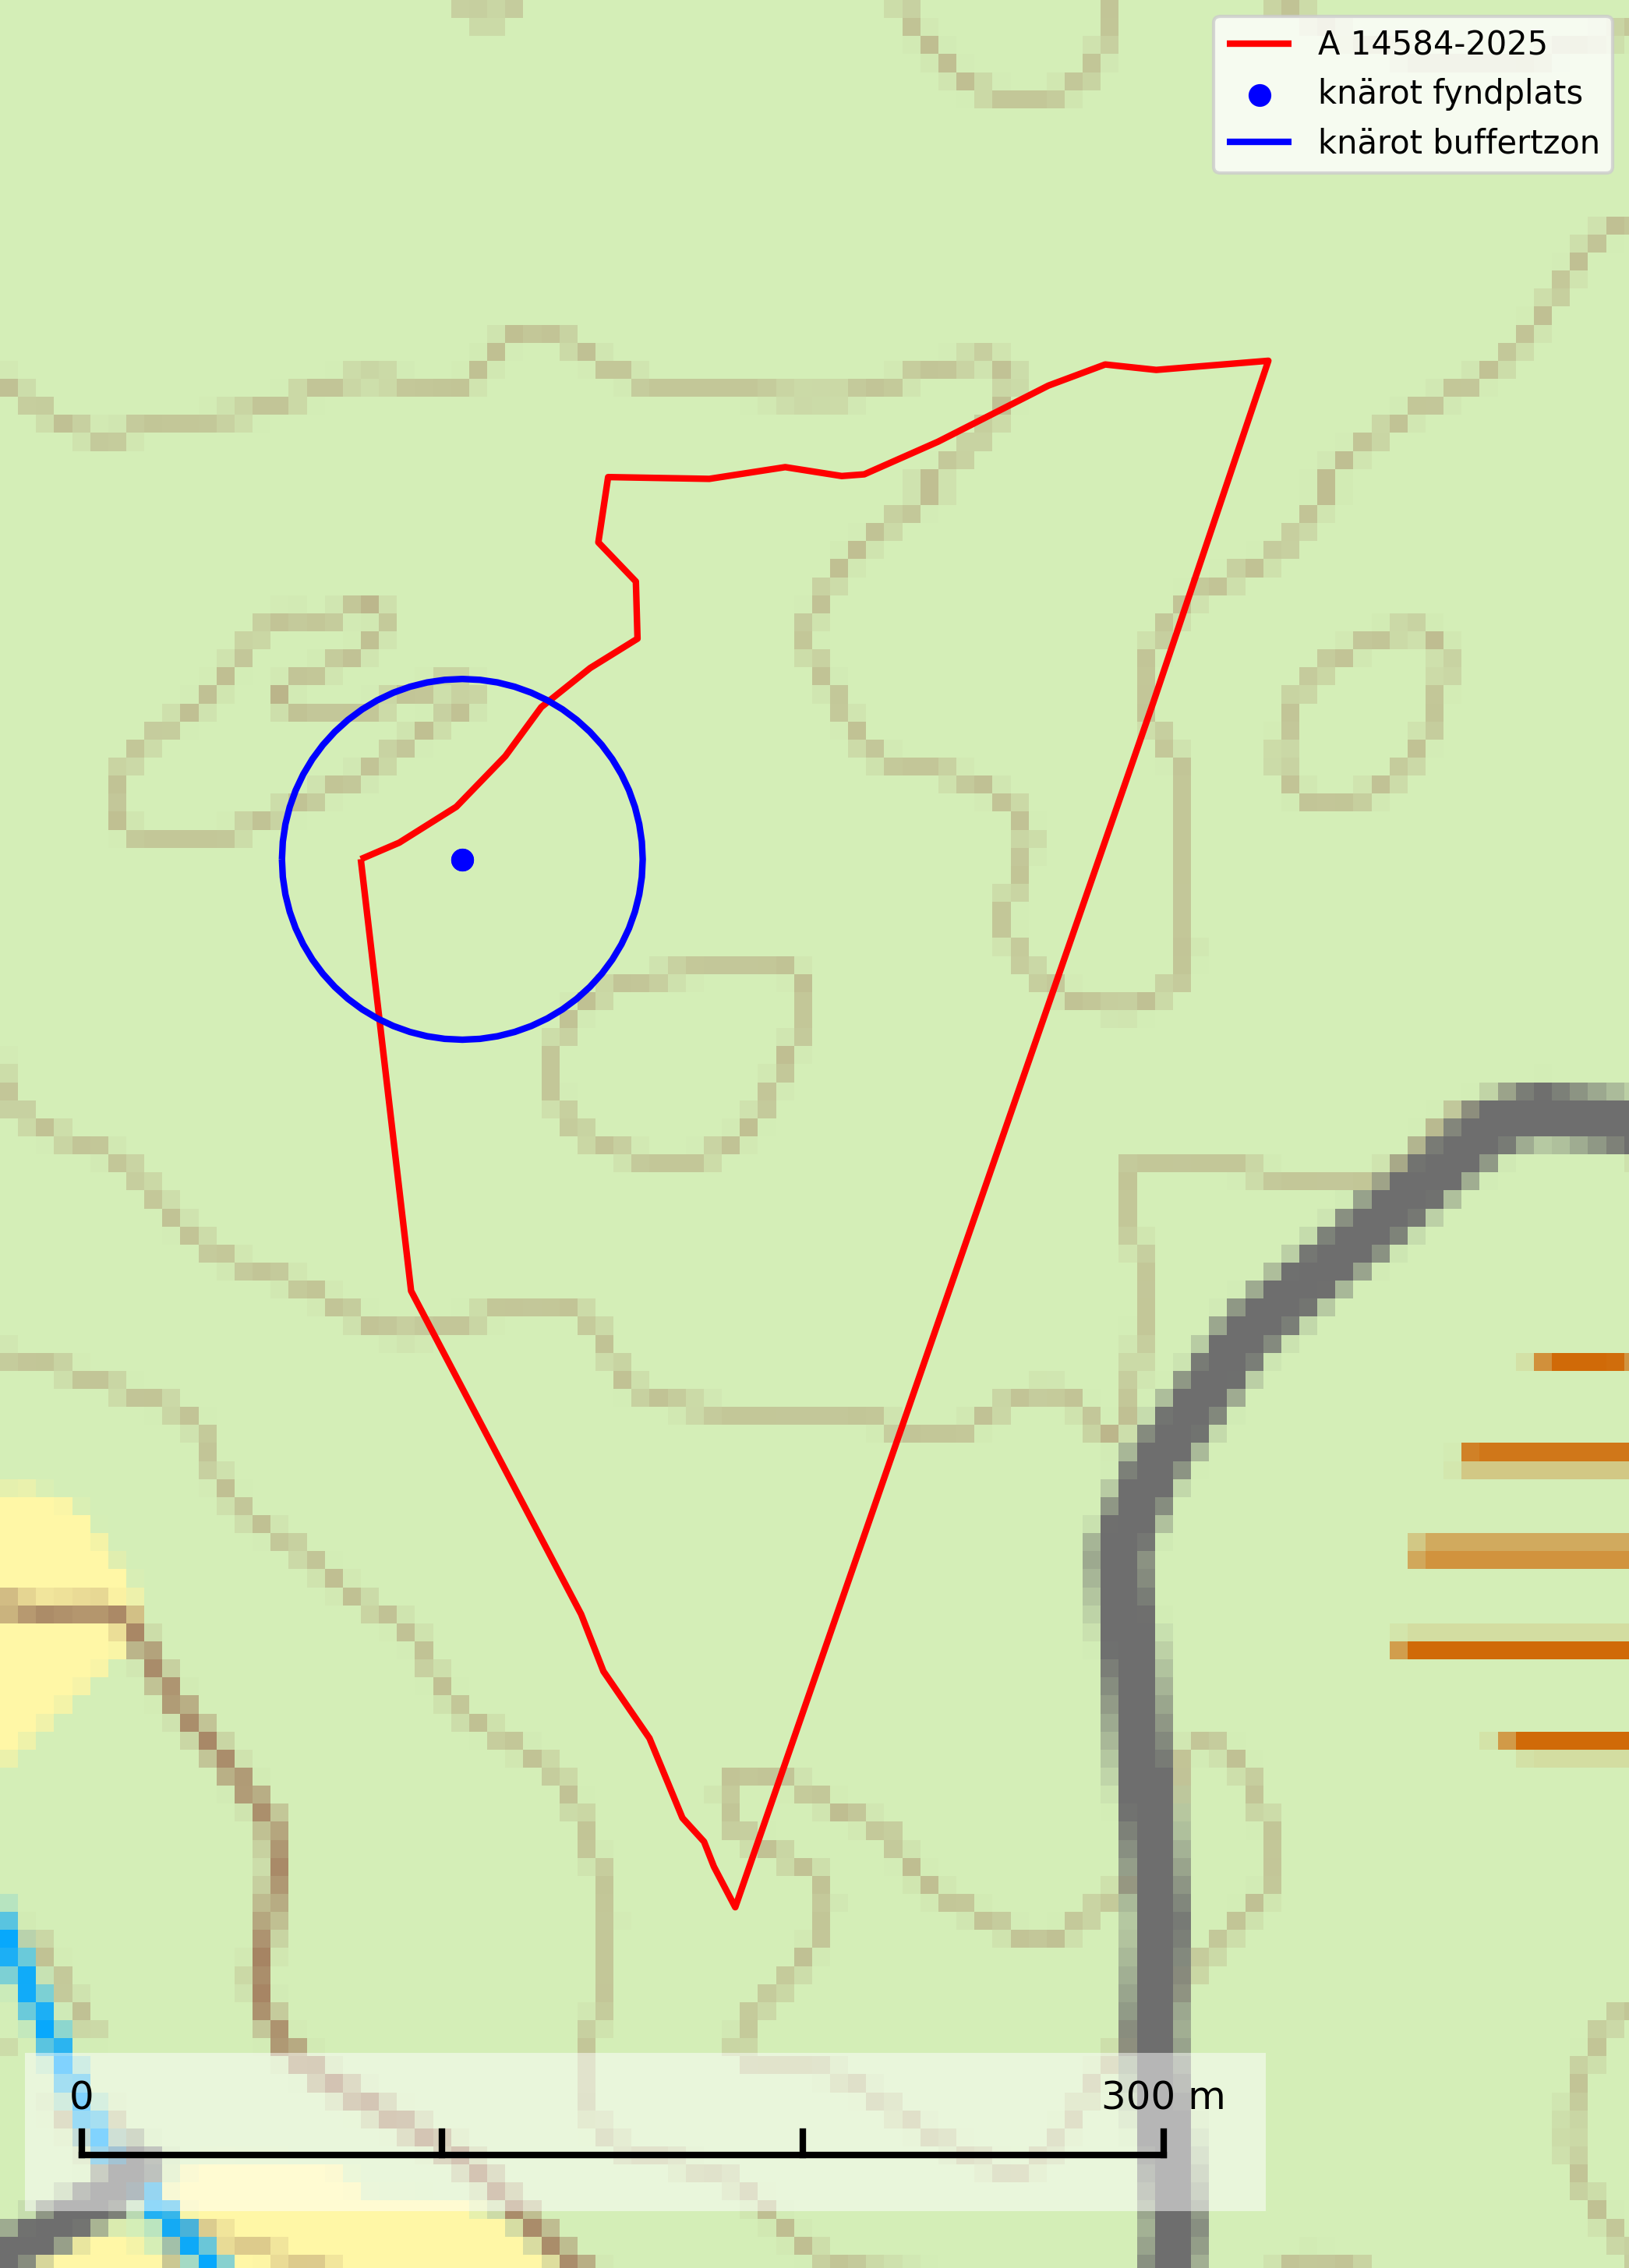 A 14584-2025
knärot fyndplats
knärot buffertzon
0 300 m